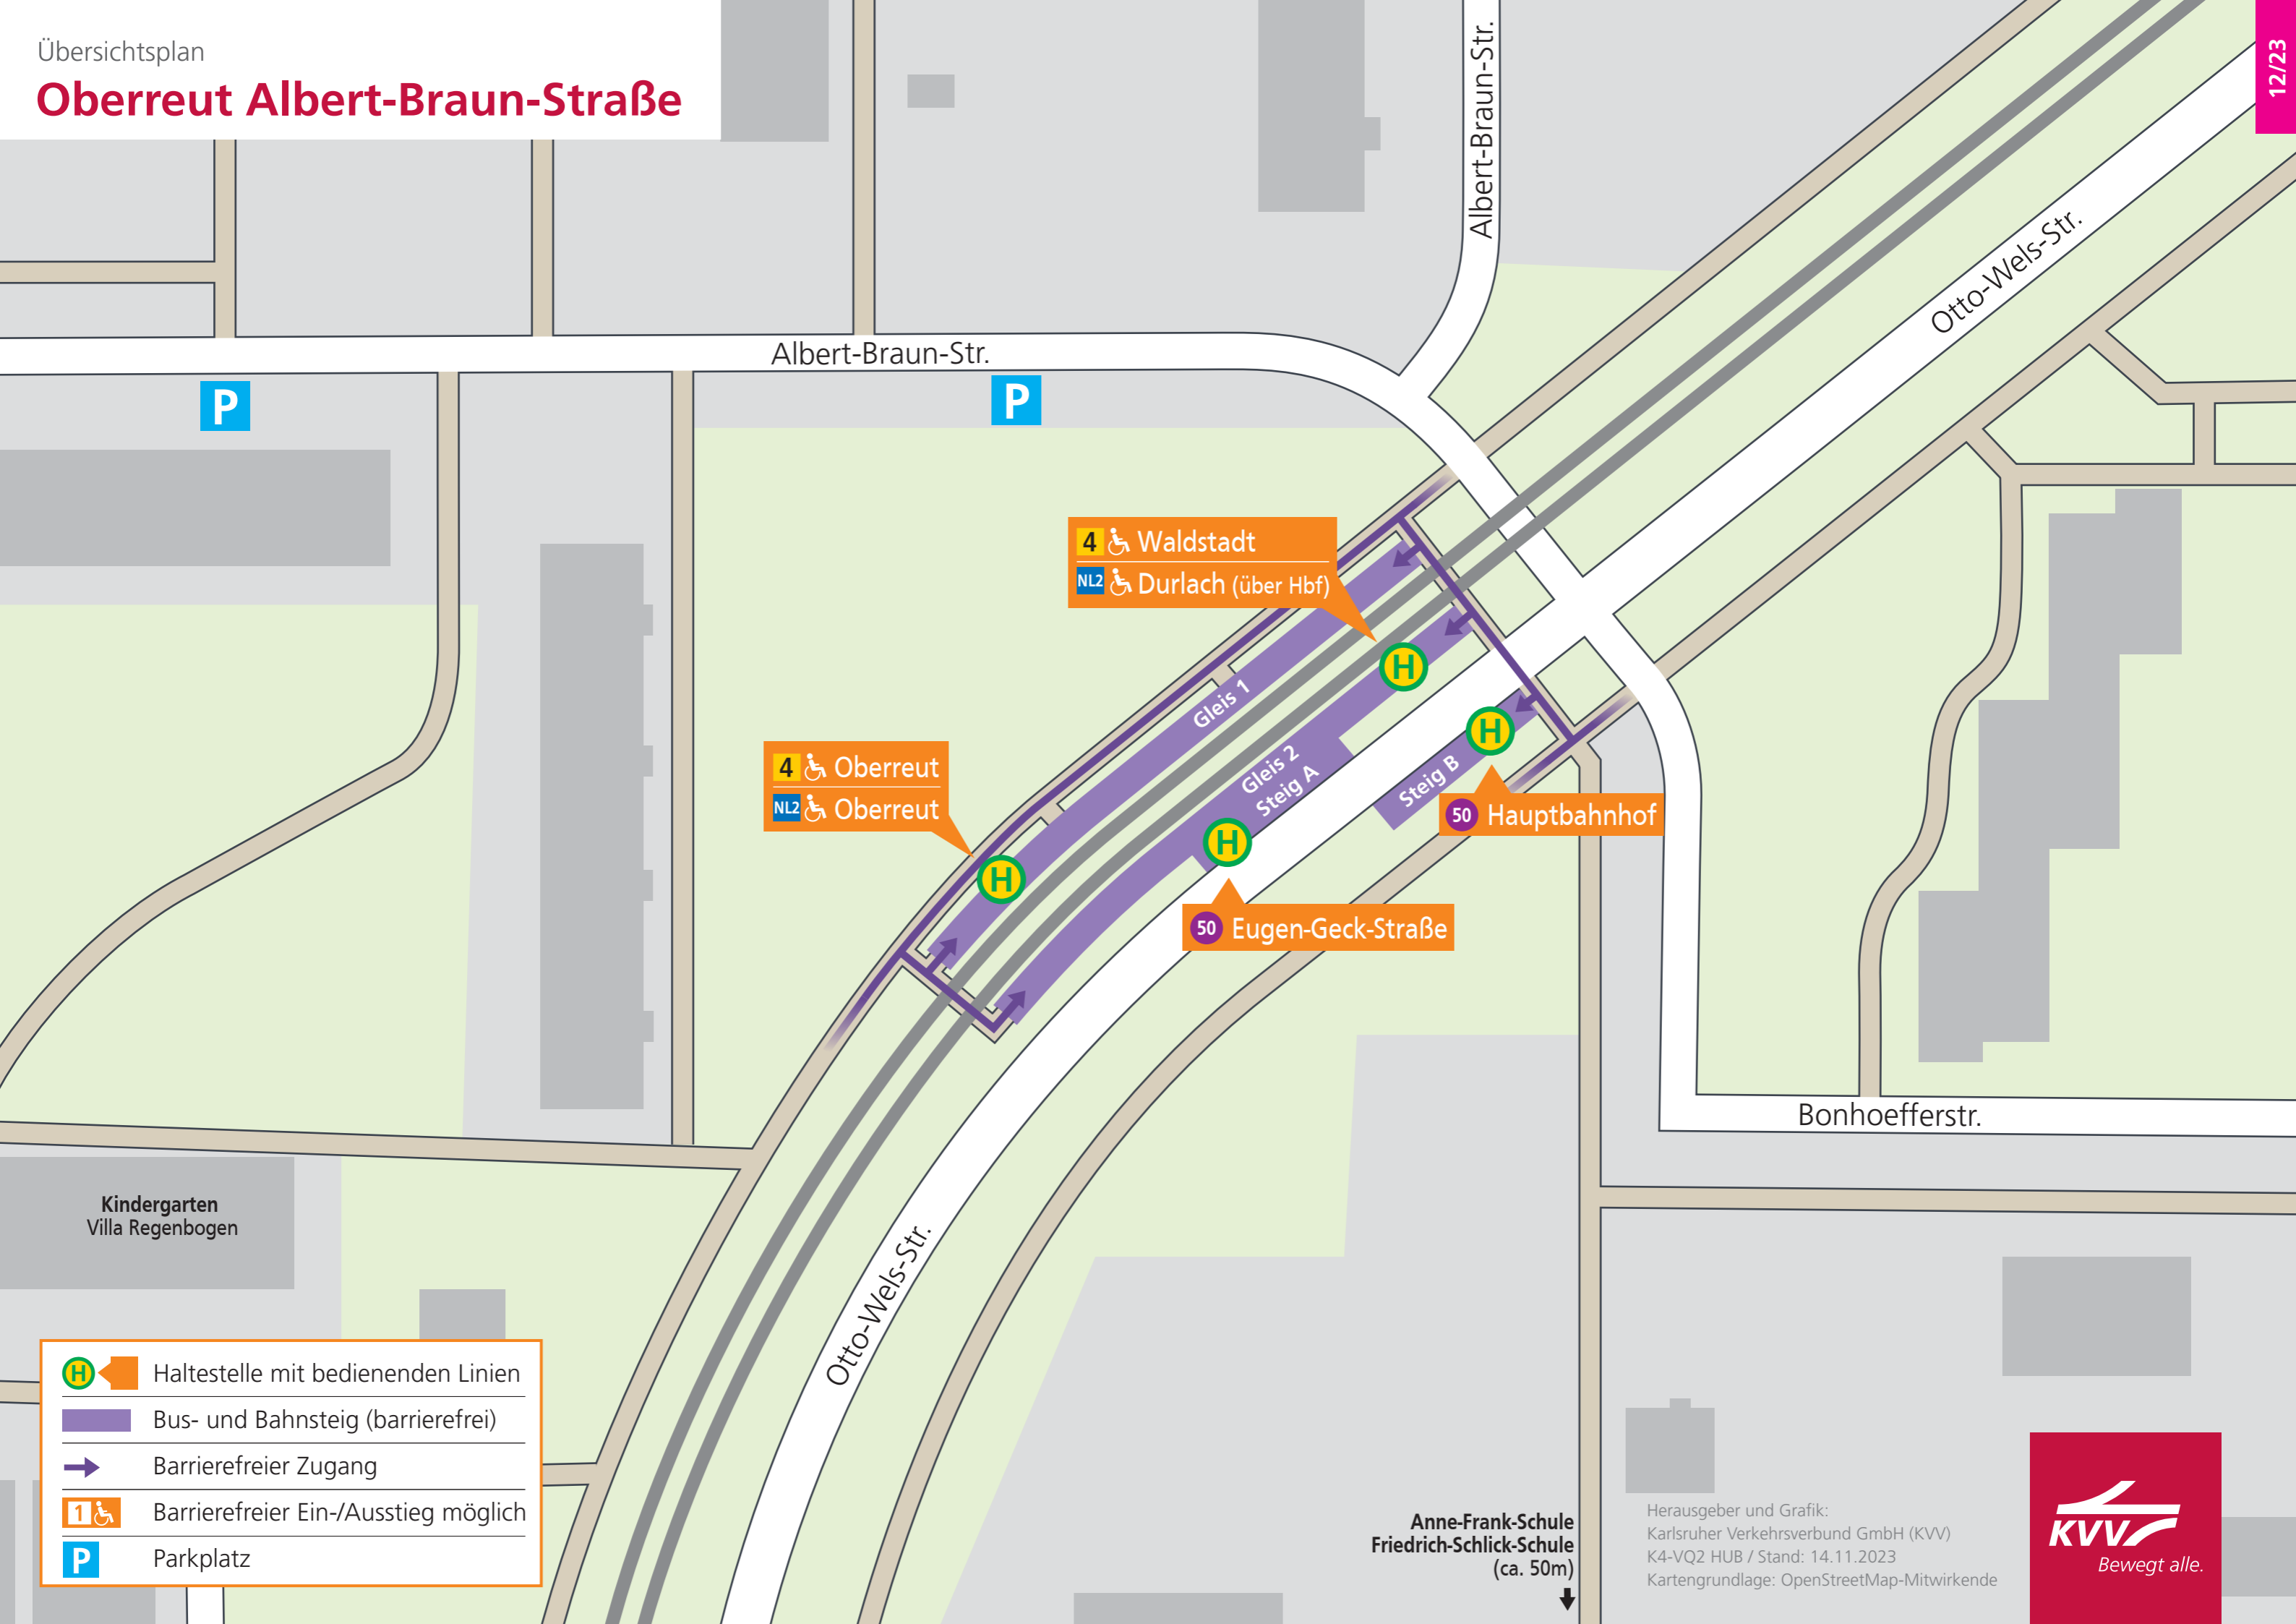 Übersichtsplan
Oberreut Albert-Braun-Straße
12/23
Albert-Braun-Str.
Otto-Wels-Str.
Albert-Braun-Str.
P
P
4 Waldstadt
NL2 Durlach (über Hbf)
H
Gleis 1
H
4 Oberreut
NL2 Oberreut
Gleis 2
Steig A
Steig B
50 Hauptbahnhof
H
H
50 Eugen-Geck-Straße
Bonhoefferstr.
Kindergarten
Villa Regenbogen
Otto-Wels-Str.
H Haltestelle mit bedienenden Linien
Bus- und Bahnsteig (barrierefrei)
Barrierefreier Zugang
1 Barrierefreier Ein-/Ausstieg möglich
P Parkplatz
Anne-Frank-Schule
Friedrich-Schlick-Schule
(ca. 50m)
Herausgeber und Grafik:
Karlsruher Verkehrsverbund GmbH (KVV)
K4-VQ2 HUB / Stand: 14.11.2023
Kartengrundlage: OpenStreetMap-Mitwirkende
KVV
Bewegt alle.